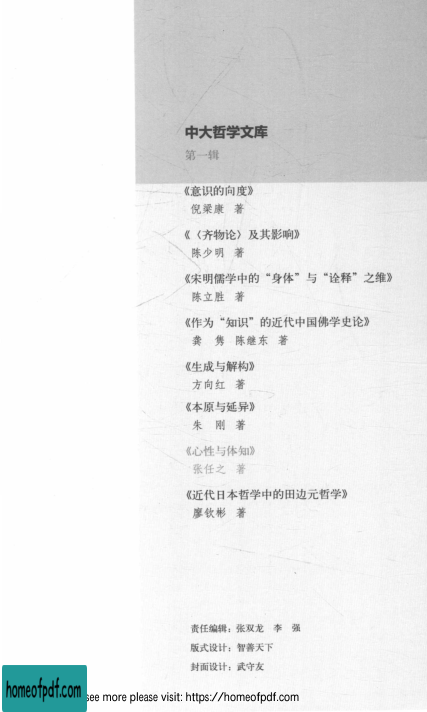 中大哲学文库
第一辑
《意识的向度》
倪梁康 著
《〈齐物论〉及其影响》
陈少明 著
《宋明儒学中的“身体”与“诠释”之维》
陈立胜 著
《作为“知识”的近代中国佛学史论》
龚 隽 陈继东 著
《生成与解构》
方向红 著
《本原与延异》
朱 刚 著
《心性与体知》
张任之 著
《近代日本哲学中的田边元哲学》
廖钦彬 著
责任编辑：张双龙 李 强
版式设计：智善天下
封面设计：武守友
homeofpdf.com
see more please visit: https://homeofpdf.com